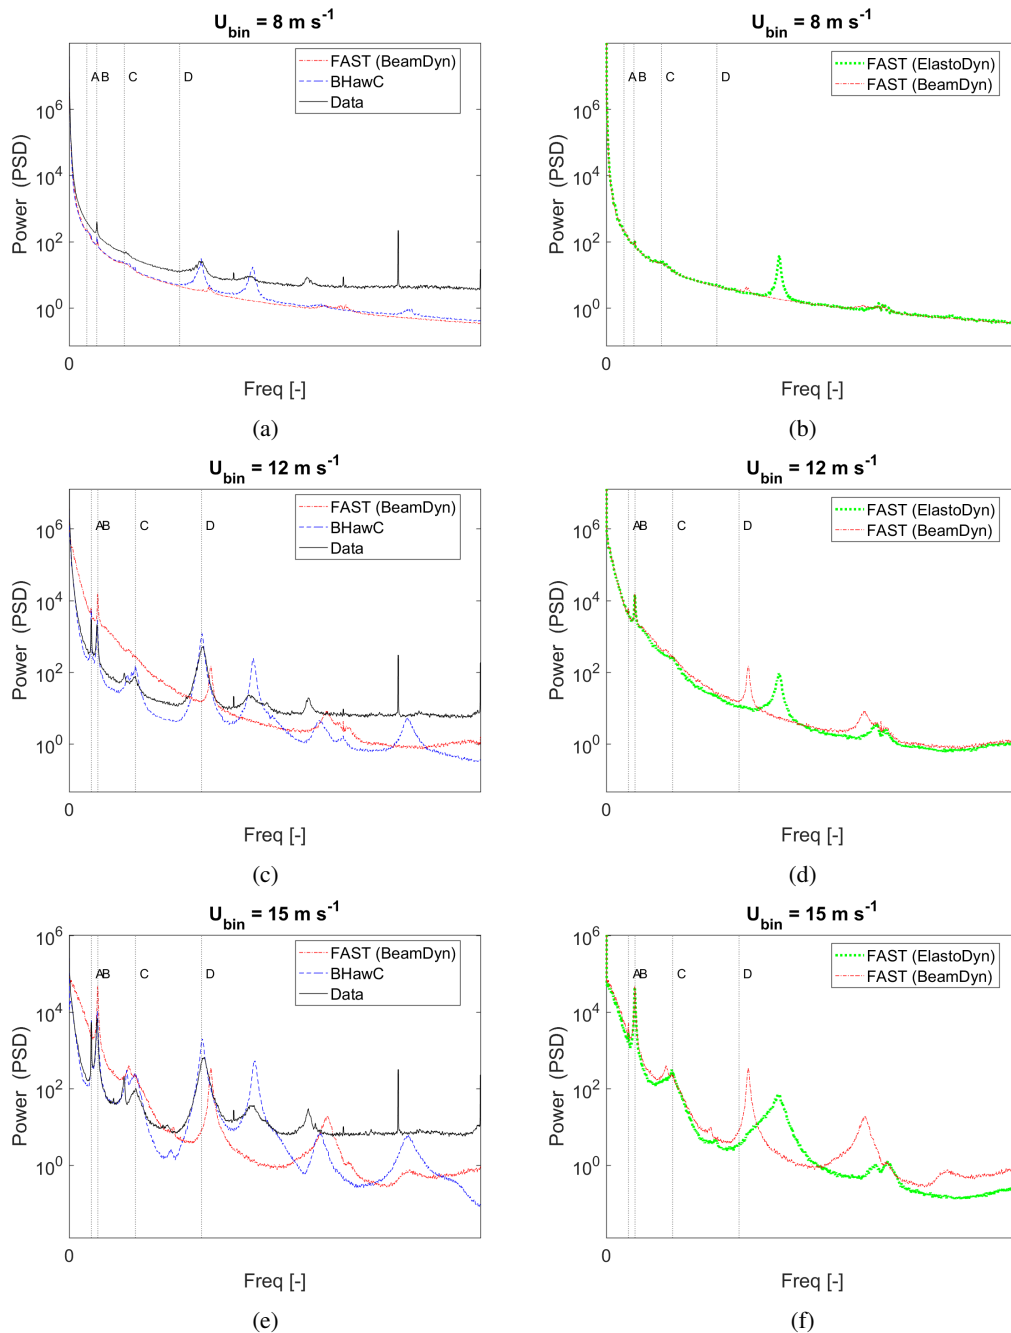 U_bin = 8 m s^-1
FAST (BeamDyn)
BHawC
Data
A B C D
10^6
10^4
10^2
10^0
Power (PSD)
0
Freq [-]
(a)
U_bin = 8 m s^-1
FAST (ElastoDyn)
FAST (BeamDyn)
A B C D
10^6
10^4
10^2
10^0
Power (PSD)
0
Freq [-]
(b)
U_bin = 12 m s^-1
FAST (BeamDyn)
BHawC
Data
A B C D
10^6
10^4
10^2
10^0
Power (PSD)
0
Freq [-]
(c)
U_bin = 12 m s^-1
FAST (ElastoDyn)
FAST (BeamDyn)
A B C D
10^6
10^4
10^2
10^0
Power (PSD)
0
Freq [-]
(d)
U_bin = 15 m s^-1
FAST (BeamDyn)
BHawC
Data
A B C D
10^6
10^4
10^2
10^0
Power (PSD)
0
Freq [-]
(e)
U_bin = 15 m s^-1
FAST (ElastoDyn)
FAST (BeamDyn)
A B C D
10^6
10^4
10^2
10^0
Power (PSD)
0
Freq [-]
(f)